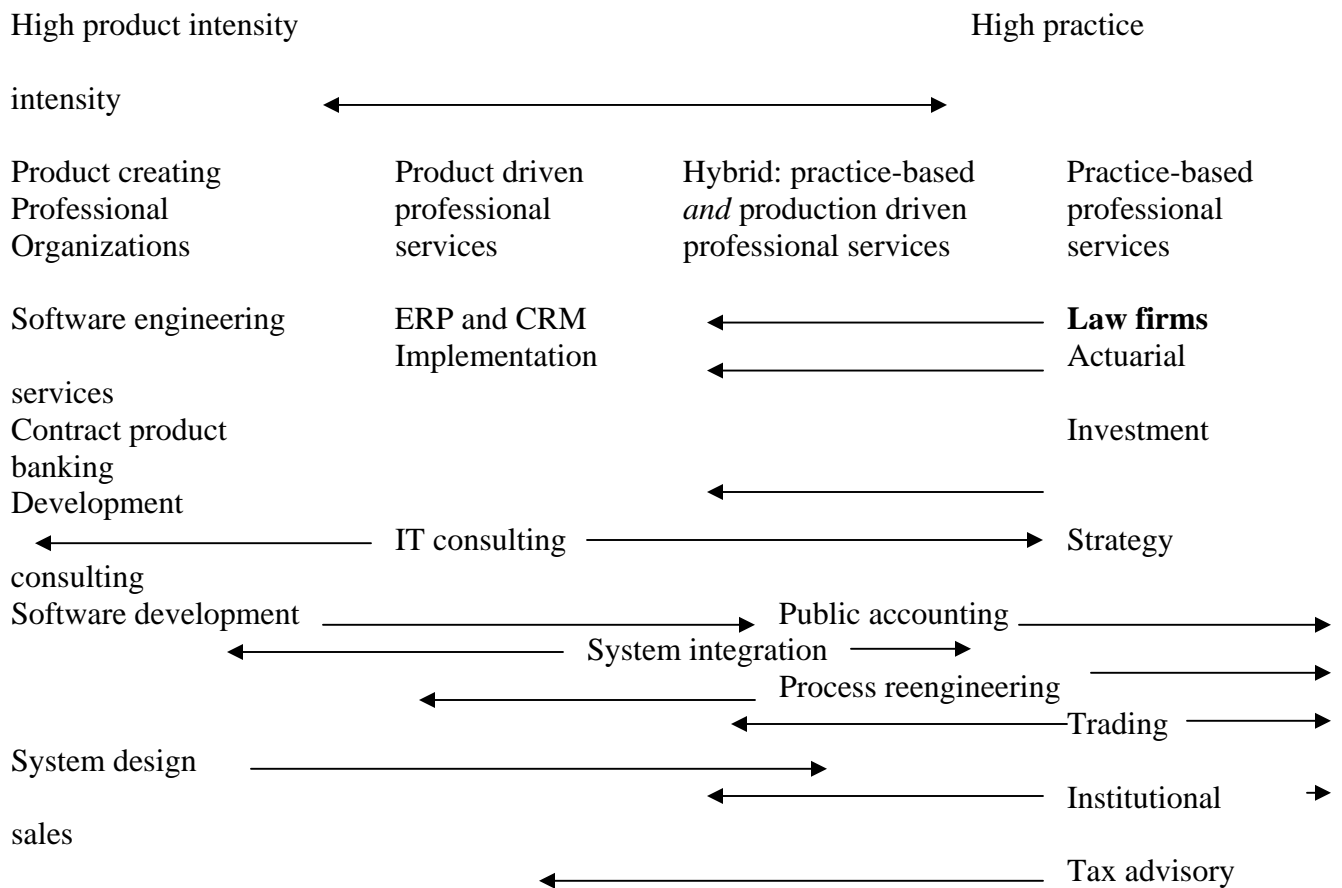 High product intensity High practice
intensity
Product creating Product driven Hybrid: practice-based Practice-based
Professional professional and production driven professional
Organizations services professional services services
Software engineering ERP and CRM Law firms
Implementation Actuarial
services
Contract product Investment
banking
Development
IT consulting Strategy
consulting
Software development Public accounting
System integration
Process reengineering
Trading
System design
Institutional
sales
Tax advisory